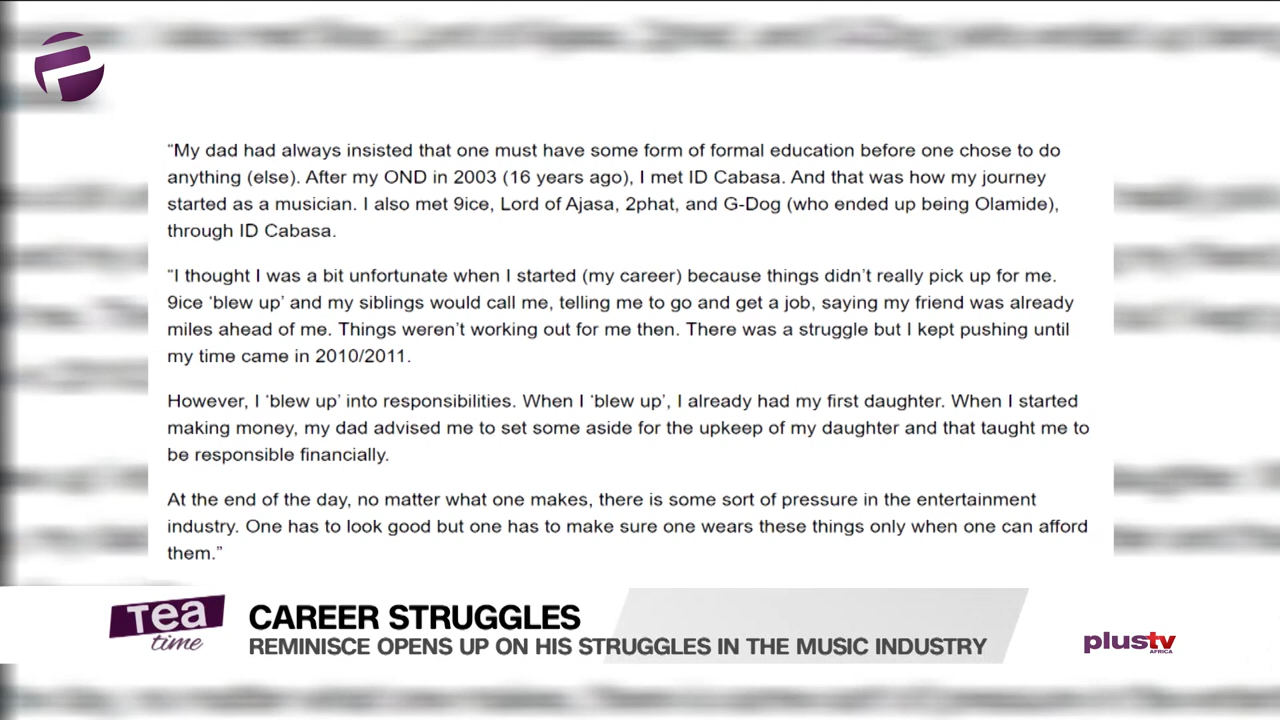 “My dad had always insisted that one must have some form of formal education before one chose to do
anything (else). After my OND in 2003 (16 years ago), I met ID Cabasa. And that was how my journey
started as a musician. I also met 9ice, Lord of Ajasa, 2phat, and G-Dog (who ended up being Olamide),
through ID Cabasa.
“I thought I was a bit unfortunate when I started (my career) because things didn’t really pick up for me.
9ice ‘blew up’ and my siblings would call me, telling me to go and get a job, saying my friend was already
miles ahead of me. Things weren’t working out for me then. There was a struggle but I kept pushing until
my time came in 2010/2011.
However, I ‘blew up’ into responsibilities. When I ‘blew up’, I already had my first daughter. When I started
making money, my dad advised me to set some aside for the upkeep of my daughter and that taught me to
be responsible financially.
At the end of the day, no matter what one makes, there is some sort of pressure in the entertainment
industry. One has to look good but one has to make sure one wears these things only when one can afford
them.”
Tea
time
CAREER STRUGGLES
REMINISCE OPENS UP ON HIS STRUGGLES IN THE MUSIC INDUSTRY
plustv
AFRICA